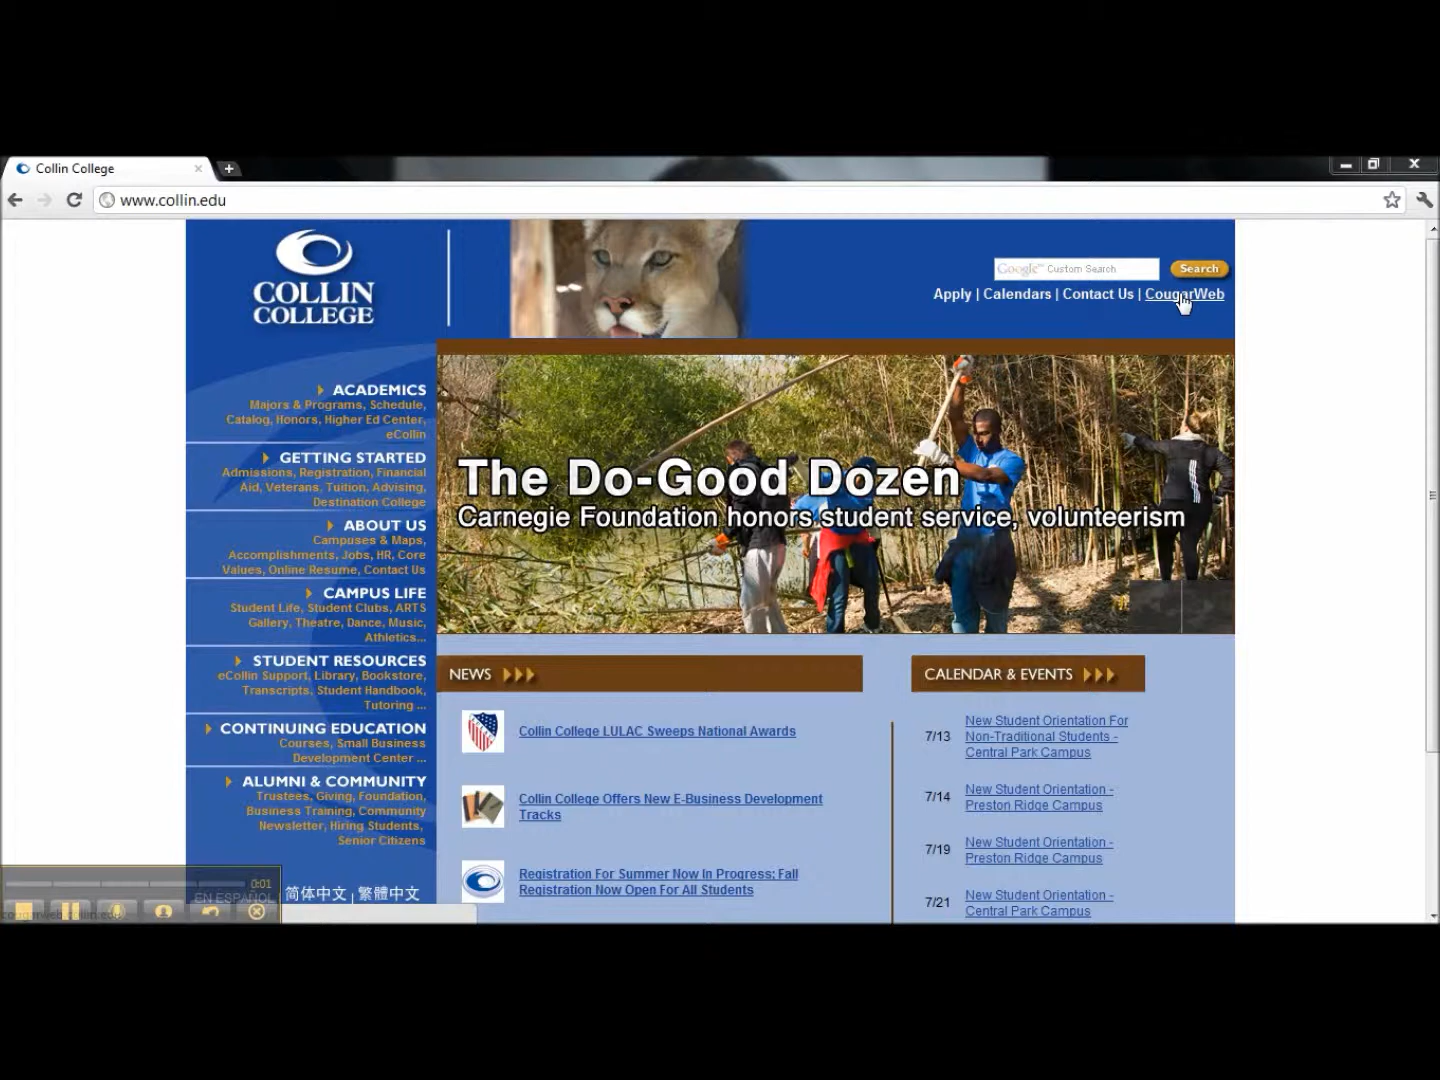 Collin College
www.collin.edu
COLLIN
COLLEGE
Google™ Custom Search
Search
Apply | Calendars | Contact Us | CougarWeb
ACADEMICS
Majors & Programs, Schedule,
Catalog, Honors, Higher Ed Center,
eCollin
GETTING STARTED
Admissions, Registration, Financial
Aid, Veterans, Tuition, Advising,
Destination College
ABOUT US
Campuses & Maps,
Accomplishments, Jobs, HR, Core
Values, Online Resume, Contact Us
CAMPUS LIFE
Student Life, Student Clubs, ARTS
Gallery, Theatre, Dance, Music,
Athletics...
STUDENT RESOURCES
eCollin Support, Library, Bookstore,
Transcripts, Student Handbook,
Tutoring ...
CONTINUING EDUCATION
Courses, Small Business
Development Center ...
ALUMNI & COMMUNITY
Trustees, Giving, Foundation,
Business Training, Community
Newsletter, Hiring Students,
Senior Citizens
EN ESPAÑOL 简体中文 | 繁體中文
0:01
cougarweb.collin.edu
The Do-Good Dozen
Carnegie Foundation honors student service, volunteerism
NEWS
Collin College LULAC Sweeps National Awards
Collin College Offers New E-Business Development
Tracks
Registration For Summer Now In Progress; Fall
Registration Now Open For All Students
CALENDAR & EVENTS
7/13
New Student Orientation For
Non-Traditional Students -
Central Park Campus
7/14
New Student Orientation -
Preston Ridge Campus
7/19
New Student Orientation -
Preston Ridge Campus
7/21
New Student Orientation -
Central Park Campus